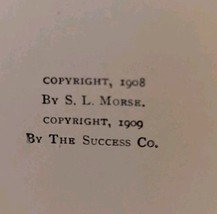 COPYRIGHT, 1908
BY S. L. MORSE.
COPYRIGHT, 1909
BY THE SUCCESS CO.